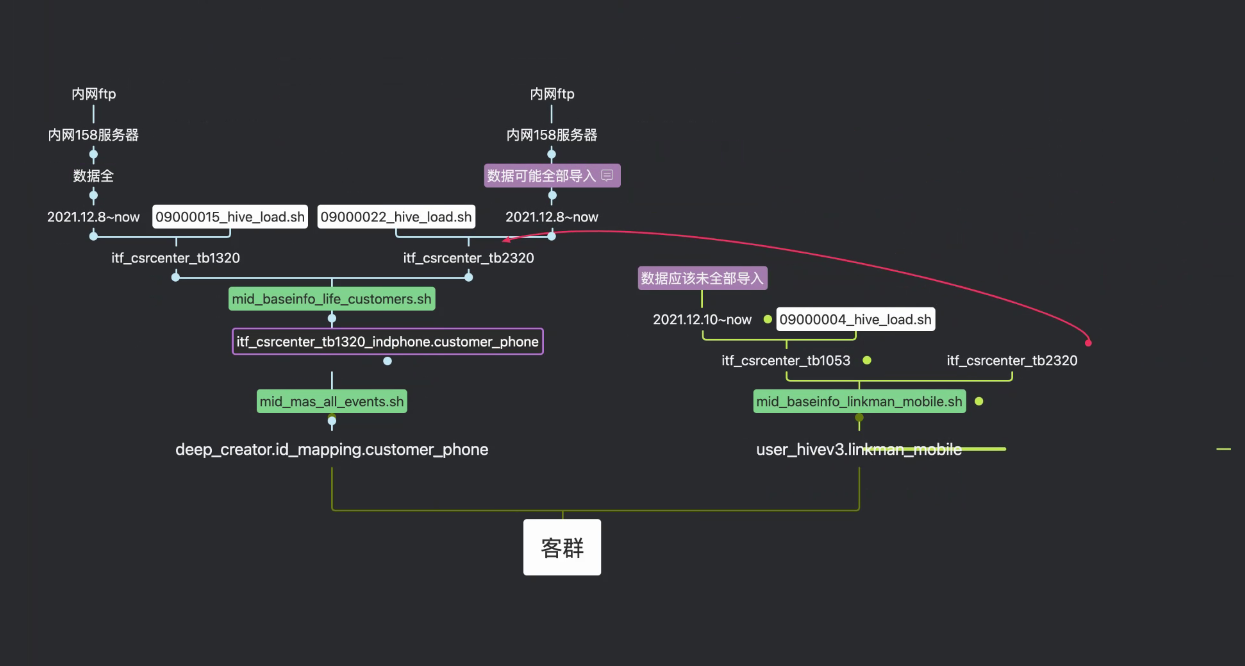 内网ftp
内网ftp
内网158服务器
内网158服务器
数据全
数据可能全部导入
2021.12.8~now
09000015_hive_load.sh
09000022_hive_load.sh
2021.12.8~now
itf_csrcenter_tb1320
itf_csrcenter_tb2320
数据应该未全部导入
mid_baseinfo_life_customers.sh
2021.12.10~now
09000004_hive_load.sh
itf_csrcenter_tb1320_indphone.customer_phone
itf_csrcenter_tb1053
itf_csrcenter_tb2320
mid_mas_all_events.sh
mid_baseinfo_linkman_mobile.sh
deep_creator.id_mapping.customer_phone
user_hivev3.linkman_mobile
客群